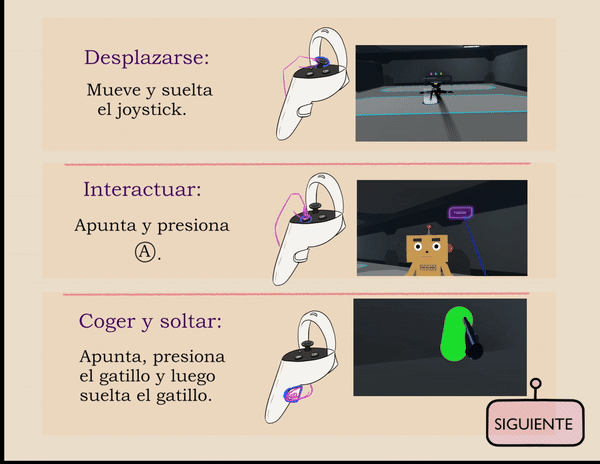 Desplazarse:
Mueve y suelta
el joystick.
Interactuar:
Apunta y presiona
Ⓐ.
Coger y soltar:
Apunta, presiona
el gatillo y luego
suelta el gatillo.
SIGUIENTE